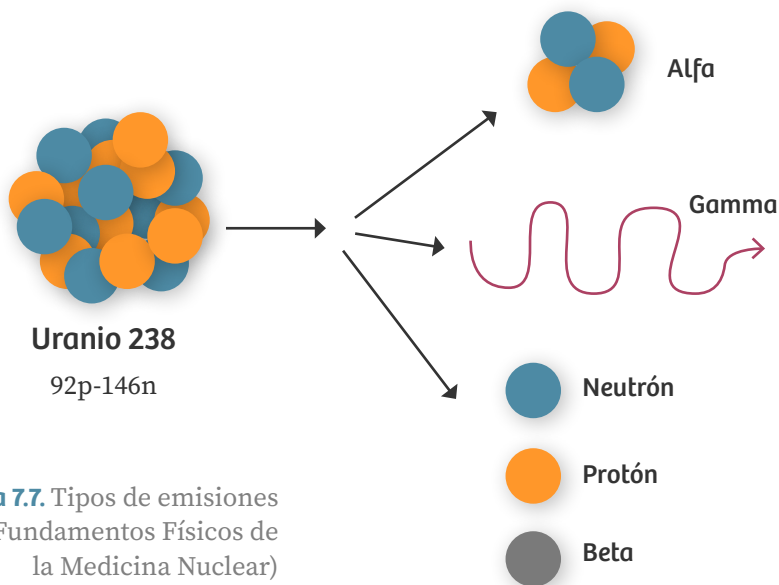 Alfa
Gamma
Uranio 238
92p-146n
Neutrón
Protón
Beta
a 7.7. Tipos de emisiones
Fundamentos Físicos de
la Medicina Nuclear)